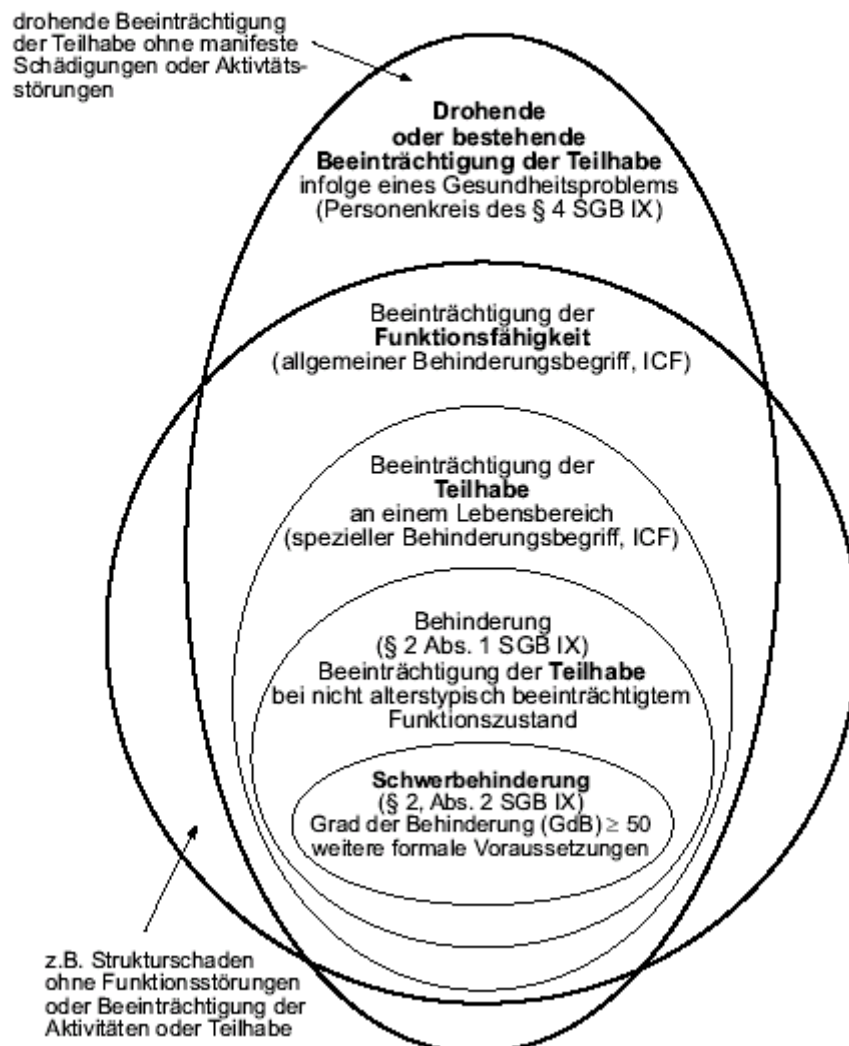 drohende Beeinträchtigung
der Teilhabe ohne manifeste
Schädigungen oder Aktivtäts-
störungen
Drohende
oder bestehende
Beeinträchtigung der Teilhabe
infolge eines Gesundheitsproblems
(Personenkreis des § 4 SGB IX)
Beeinträchtigung der
Funktionsfähigkeit
(allgemeiner Behinderungsbegriff, ICF)
Beeinträchtigung der
Teilhabe
an einem Lebensbereich
(spezieller Behinderungsbegriff, ICF)
Behinderung
(§ 2 Abs. 1 SGB IX)
Beeinträchtigung der Teilhabe
bei nicht alterstypisch beeinträchtigtem
Funktionszustand
Schwerbehinderung
(§ 2, Abs. 2 SGB IX)
Grad der Behinderung (GdB) ≥ 50
weitere formale Voraussetzungen
z.B. Strukturschaden
ohne Funktionsstörungen
oder Beeinträchtigung der
Aktivitäten oder Teilhabe